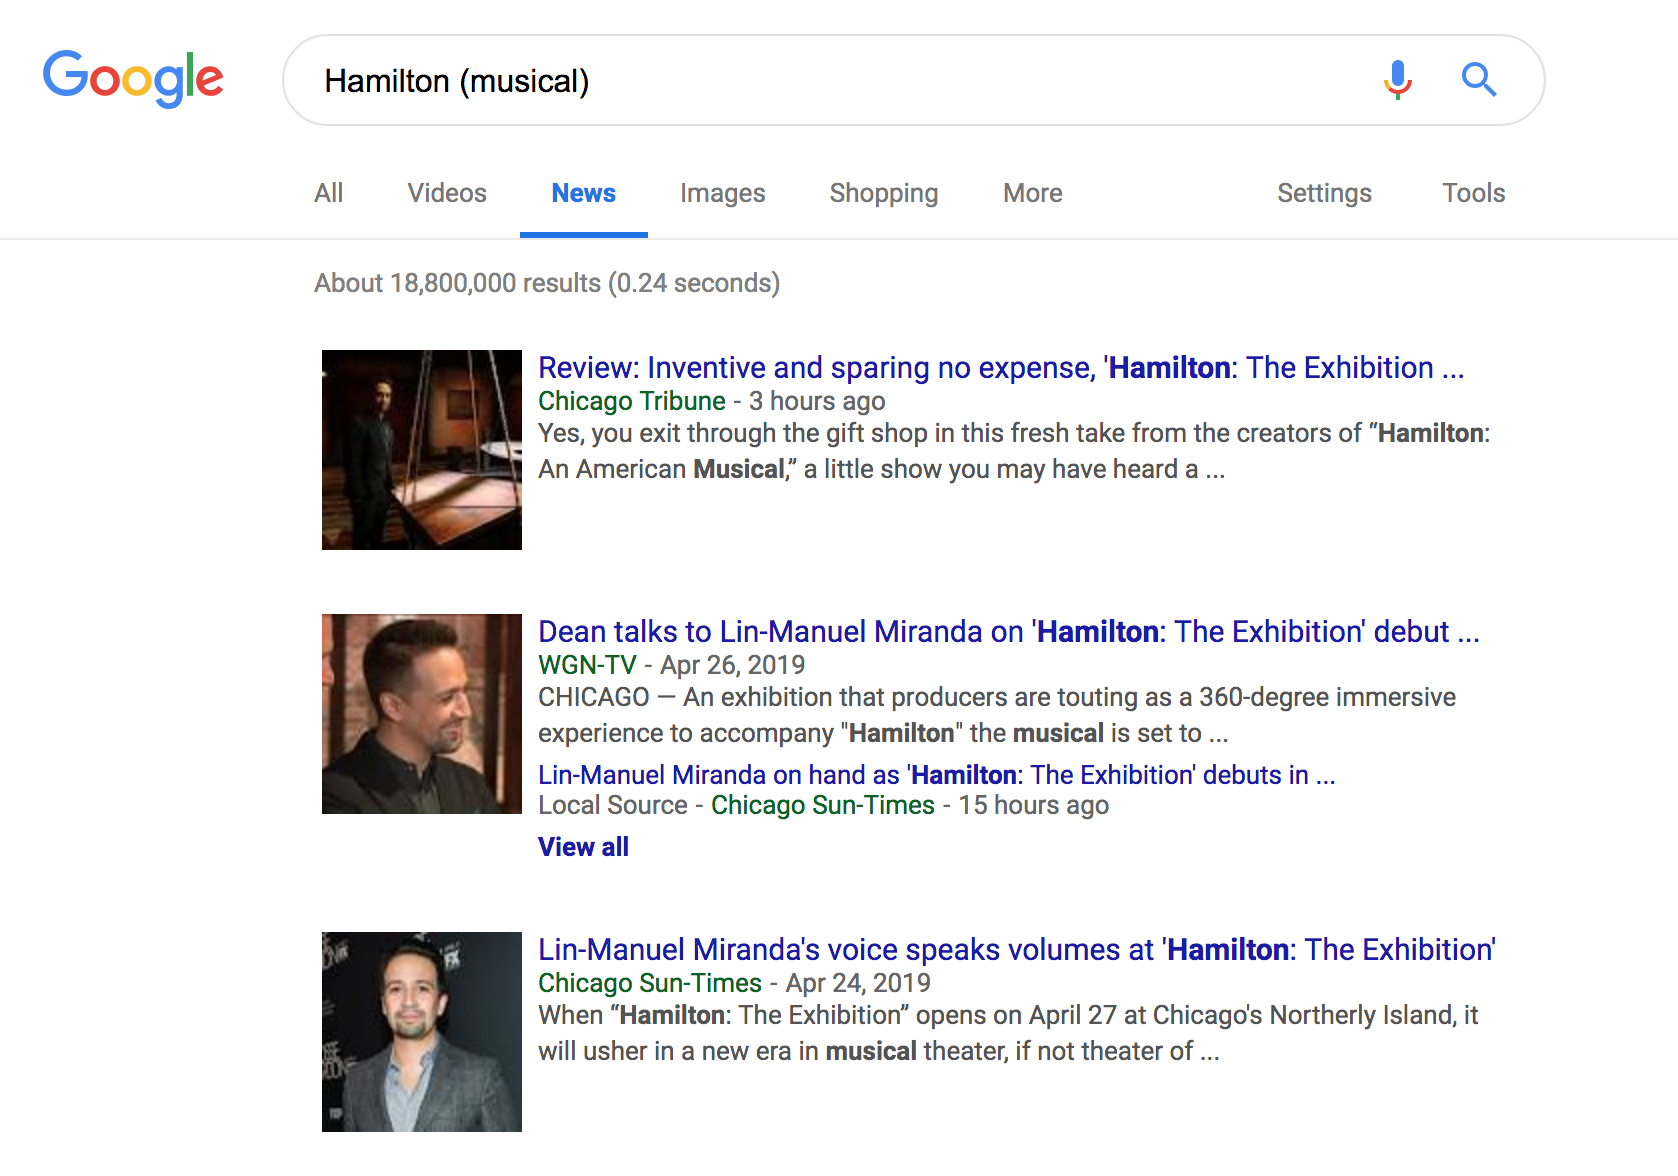 Google
Hamilton (musical)
All Videos News Images Shopping More Settings Tools
About 18,800,000 results (0.24 seconds)
Review: Inventive and sparing no expense, 'Hamilton: The Exhibition ...
Chicago Tribune - 3 hours ago
Yes, you exit through the gift shop in this fresh take from the creators of “Hamilton:
An American Musical,” a little show you may have heard a ...
Dean talks to Lin-Manuel Miranda on 'Hamilton: The Exhibition' debut ...
WGN-TV - Apr 26, 2019
CHICAGO — An exhibition that producers are touting as a 360-degree immersive
experience to accompany "Hamilton" the musical is set to ...
Lin-Manuel Miranda on hand as 'Hamilton: The Exhibition' debuts in ...
Local Source - Chicago Sun-Times - 15 hours ago
View all
Lin-Manuel Miranda's voice speaks volumes at 'Hamilton: The Exhibition'
Chicago Sun-Times - Apr 24, 2019
When “Hamilton: The Exhibition” opens on April 27 at Chicago's Northerly Island, it
will usher in a new era in musical theater, if not theater of ...
FX